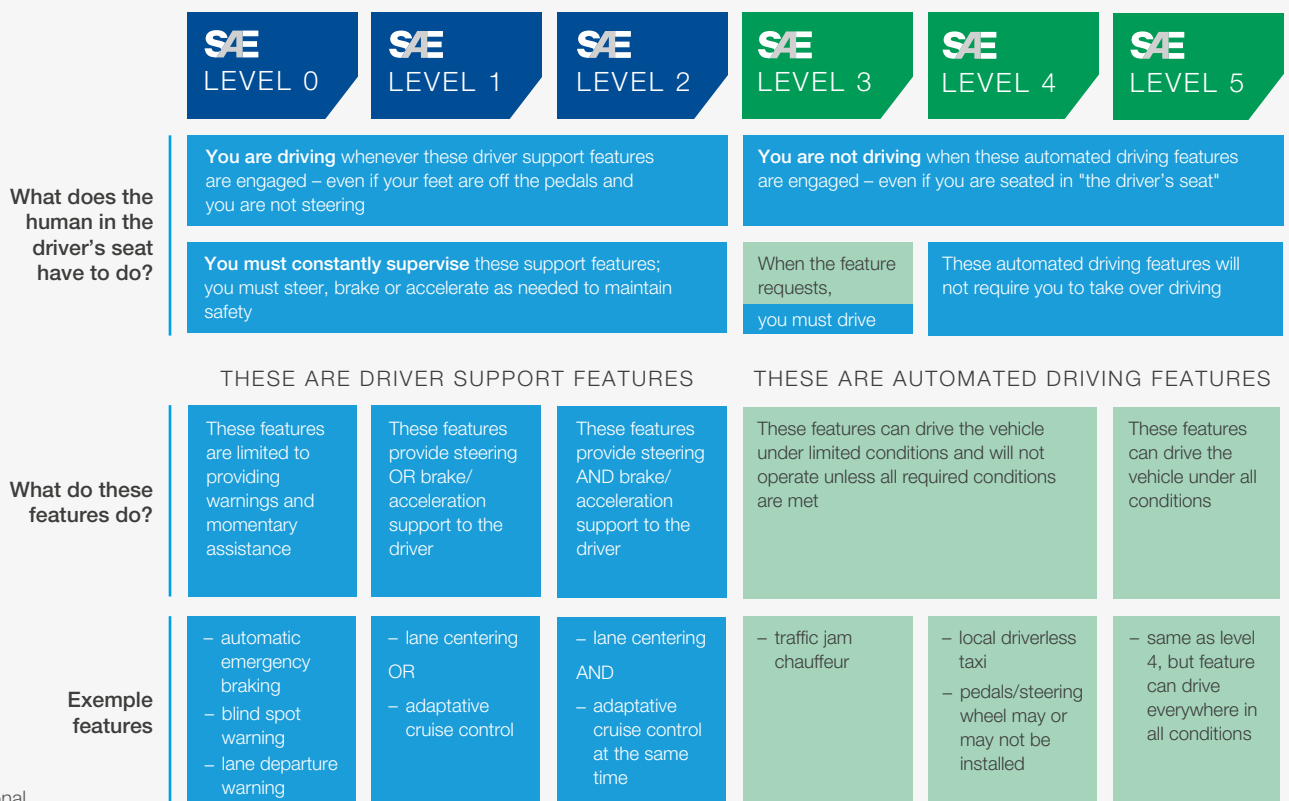 SAE
LEVEL 0
SAE
LEVEL 1
SAE
LEVEL 2
SAE
LEVEL 3
SAE
LEVEL 4
SAE
LEVEL 5
What does the
human in the
driver's seat
have to do?
You are driving whenever these driver support features
are engaged – even if your feet are off the pedals and
you are not steering
You are not driving when these automated driving features
are engaged – even if you are seated in "the driver's seat"
You must constantly supervise these support features;
you must steer, brake or accelerate as needed to maintain
safety
When the feature
requests,
you must drive
These automated driving features will
not require you to take over driving
THESE ARE DRIVER SUPPORT FEATURES
THESE ARE AUTOMATED DRIVING FEATURES
What do these
features do?
These features
are limited to
providing
warnings and
momentary
assistance
These features
provide steering
OR brake/
acceleration
support to the
driver
These features
provide steering
AND brake/
acceleration
support to the
driver
These features can drive the vehicle
under limited conditions and will not
operate unless all required conditions
are met
These features
can drive the
vehicle under all
conditions
Exemple
features
– automatic
emergency
braking
– blind spot
warning
– lane departure
warning
– lane centering
OR
– adaptative
cruise control
– lane centering
AND
– adaptative
cruise control
at the same
time
– traffic jam
chauffeur
– local driverless
taxi
– pedals/steering
wheel may or
may not be
installed
– same as level
4, but feature
can drive
everywhere in
all conditions